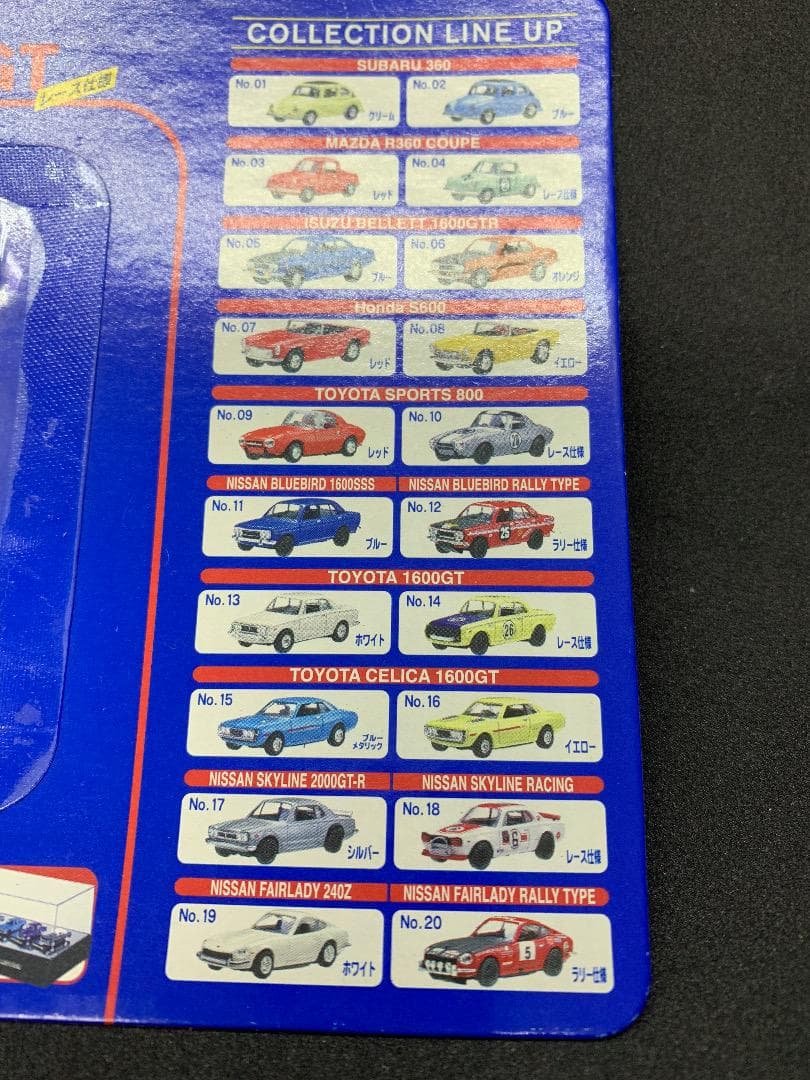 GT
レース仕様
COLLECTION LINE UP
SUBARU 360
No.01 クリーム No.02 ブルー
MAZDA R360 COUPE
No.03 レッド No.04 レース仕様
ISUZU BELLETT 1600GTR
No.05 ブルー No.06 オレンジ
Honda S600
No.07 レッド No.08 イエロー
TOYOTA SPORTS 800
No.09 レッド No.10 レース仕様
NISSAN BLUEBIRD 1600SSS NISSAN BLUEBIRD RALLY TYPE
No.11 ブルー No.12 25 ラリー仕様
TOYOTA 1600GT
No.13 ホワイト No.14 26 レース仕様
TOYOTA CELICA 1600GT
No.15 ブルー No.16 イエロー
メタリック
NISSAN SKYLINE 2000GT-R NISSAN SKYLINE RACING
No.17 シルバー No.18 6 レース仕様
NISSAN FAIRLADY 240Z NISSAN FAIRLADY RALLY TYPE
No.19 ホワイト No.20 5 ラリー仕様